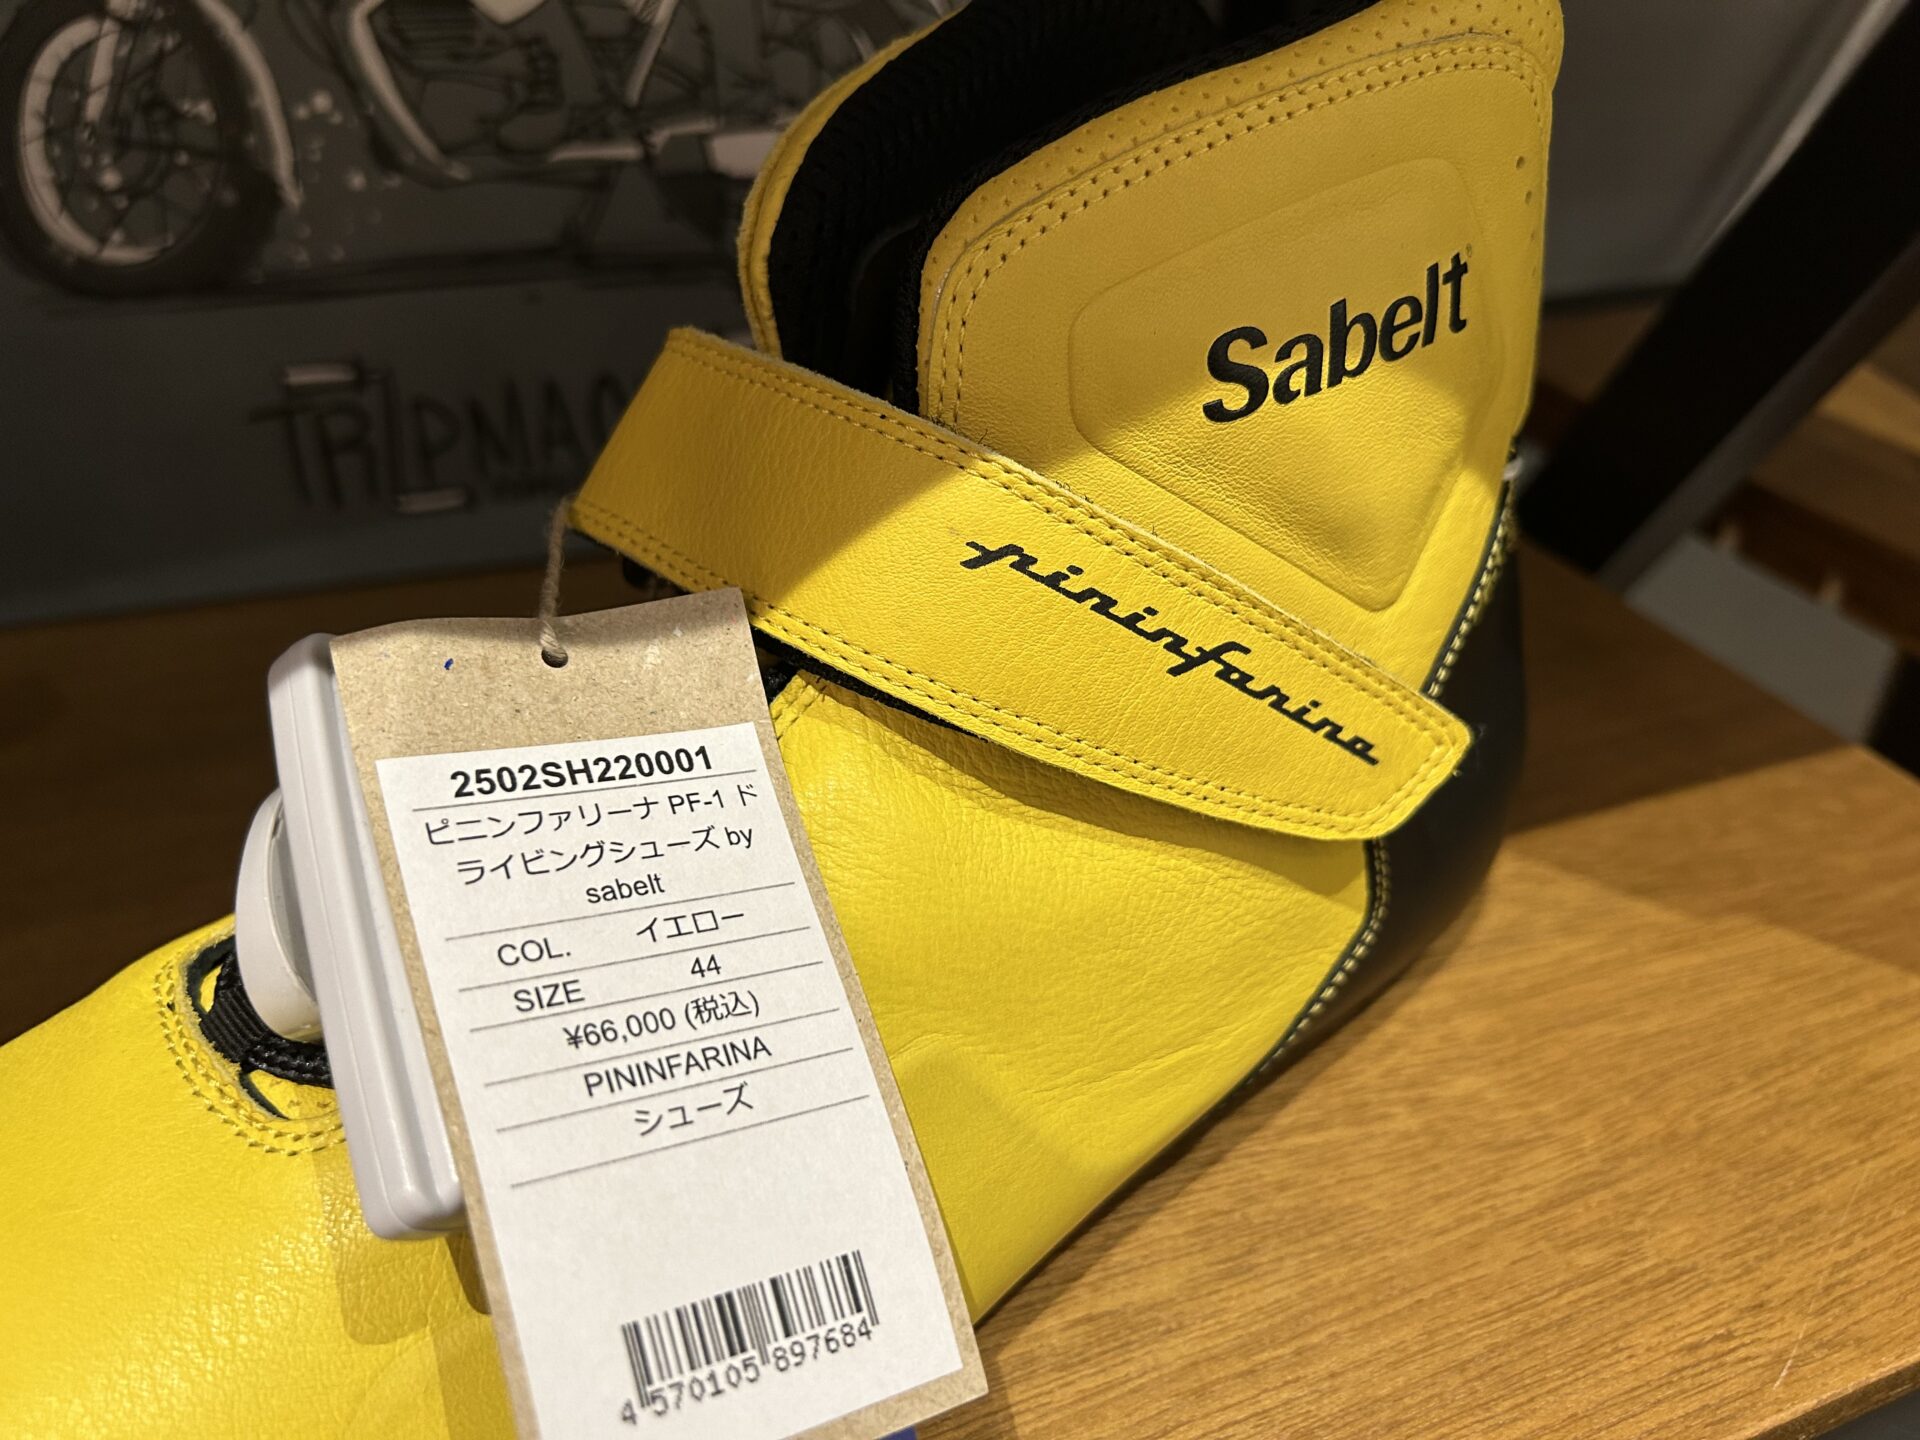 Sabelt
pininfarina
2502SH220001
ピニンファリーナ PF-1 ド
ライビングシューズ by
sabelt
COL. イエロー
SIZE 44
¥66,000 (税込)
PININFARINA
シューズ
4 570105 897684